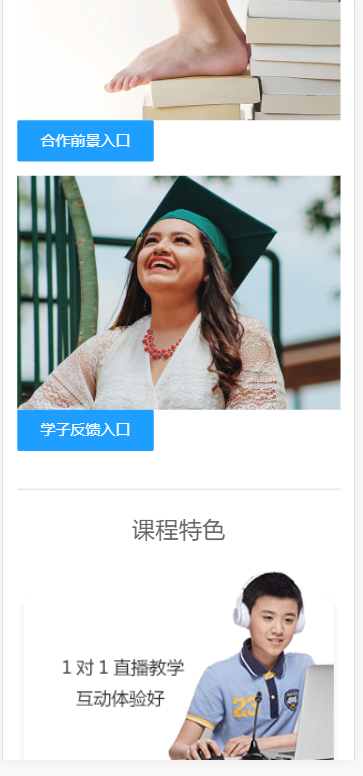 合作前景入口
学子反馈入口
课程特色
1 对 1 直播教学
互动体验好
23